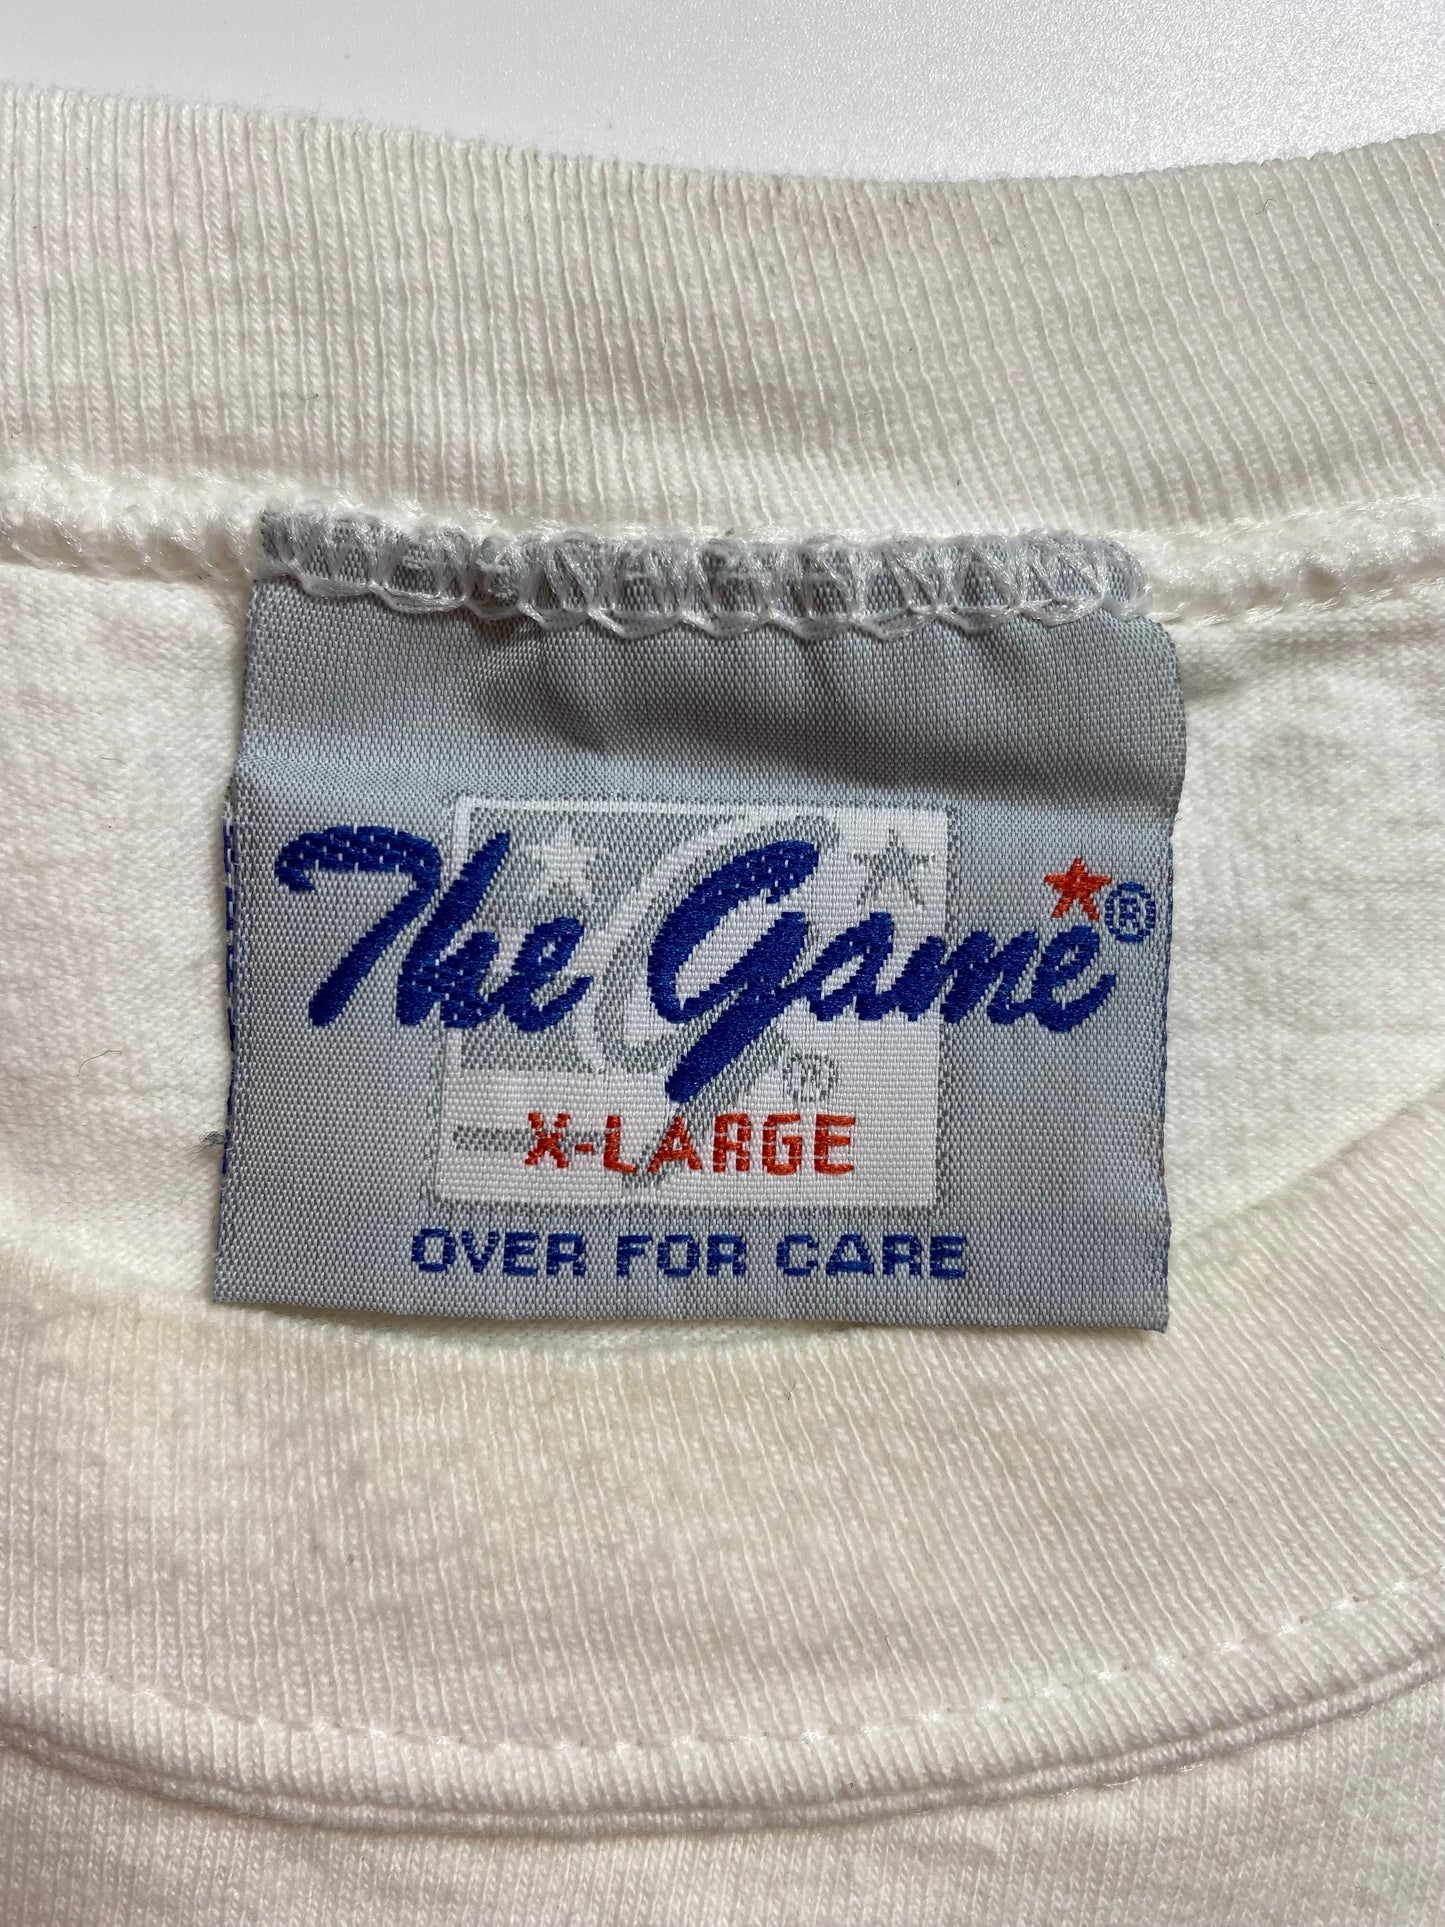 The Game®
®
X-LARGE
OVER FOR CARE